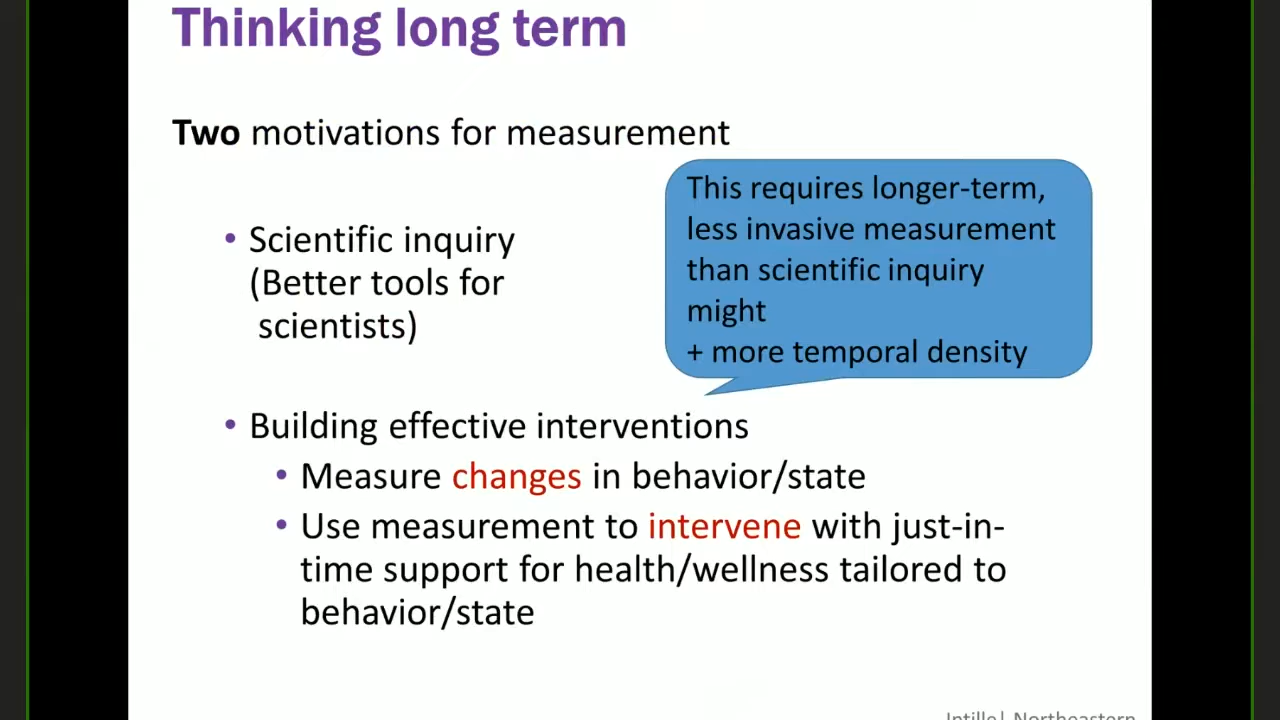 Thinking long term
Two motivations for measurement
This requires longer-term,
less invasive measurement
than scientific inquiry
might
+ more temporal density
• Scientific inquiry
(Better tools for
scientists)
• Building effective interventions
• Measure changes in behavior/state
• Use measurement to intervene with just-in-
time support for health/wellness tailored to
behavior/state
Intille| Northeastern